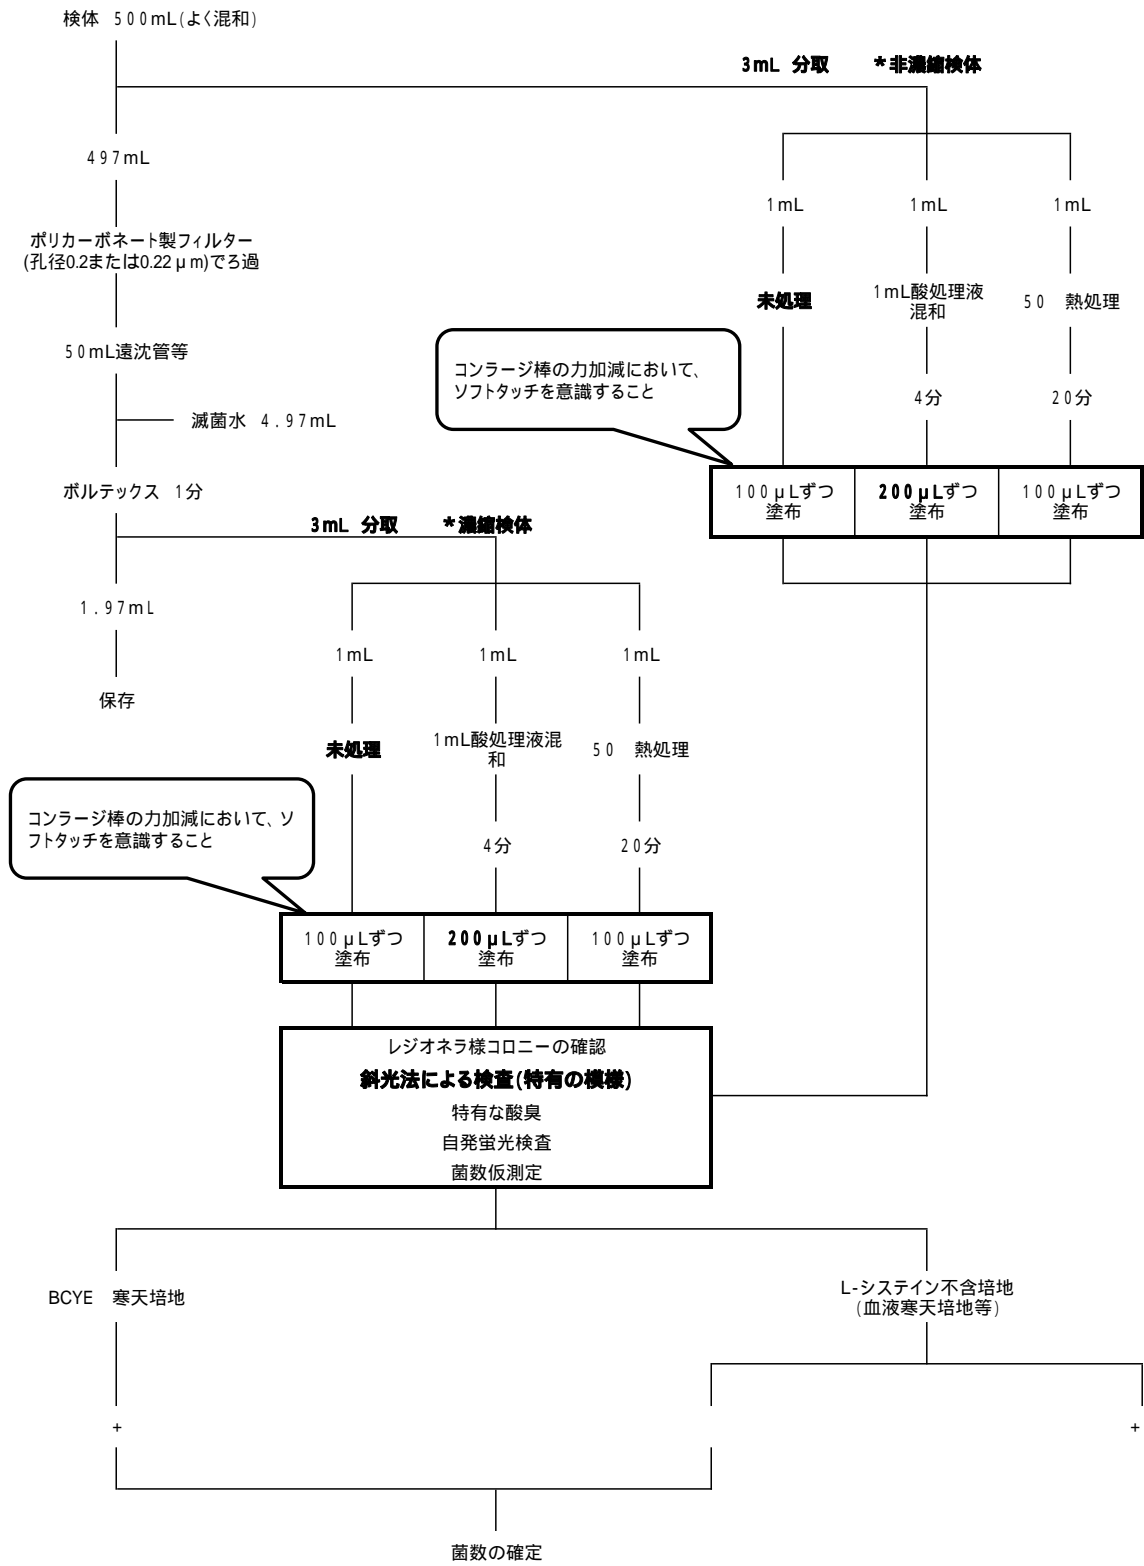 検体 500mL(よく混和)
3mL 分取 *非濃縮検体
497mL
1mL
1mL
1mL
ポリカーボネート製フィルター
(孔径0.2または0.22μm)でろ過
未処理
1mL酸処理液
混和
50 熱処理
50mL遠沈管等
コンラージ棒の力加減において、
ソフトタッチを意識すること
4分
20分
滅菌水 4.97mL
ボルテックス 1分
100μLずつ
塗布
200μLずつ
塗布
100μLずつ
塗布
3mL 分取 *濃縮検体
1.97mL
1mL
1mL
1mL
保存
未処理
1mL酸処理液混
和
50 熱処理
コンラージ棒の力加減において、ソ
フトタッチを意識すること
4分
20分
100μLずつ
塗布
200μLずつ
塗布
100μLずつ
塗布
レジオネラ様コロニーの確認
斜光法による検査(特有の模様)
特有な酸臭
自発蛍光検査
菌数仮測定
BCYE 寒天培地
L-システイン不含培地
(血液寒天培地等)
+
+
菌数の確定